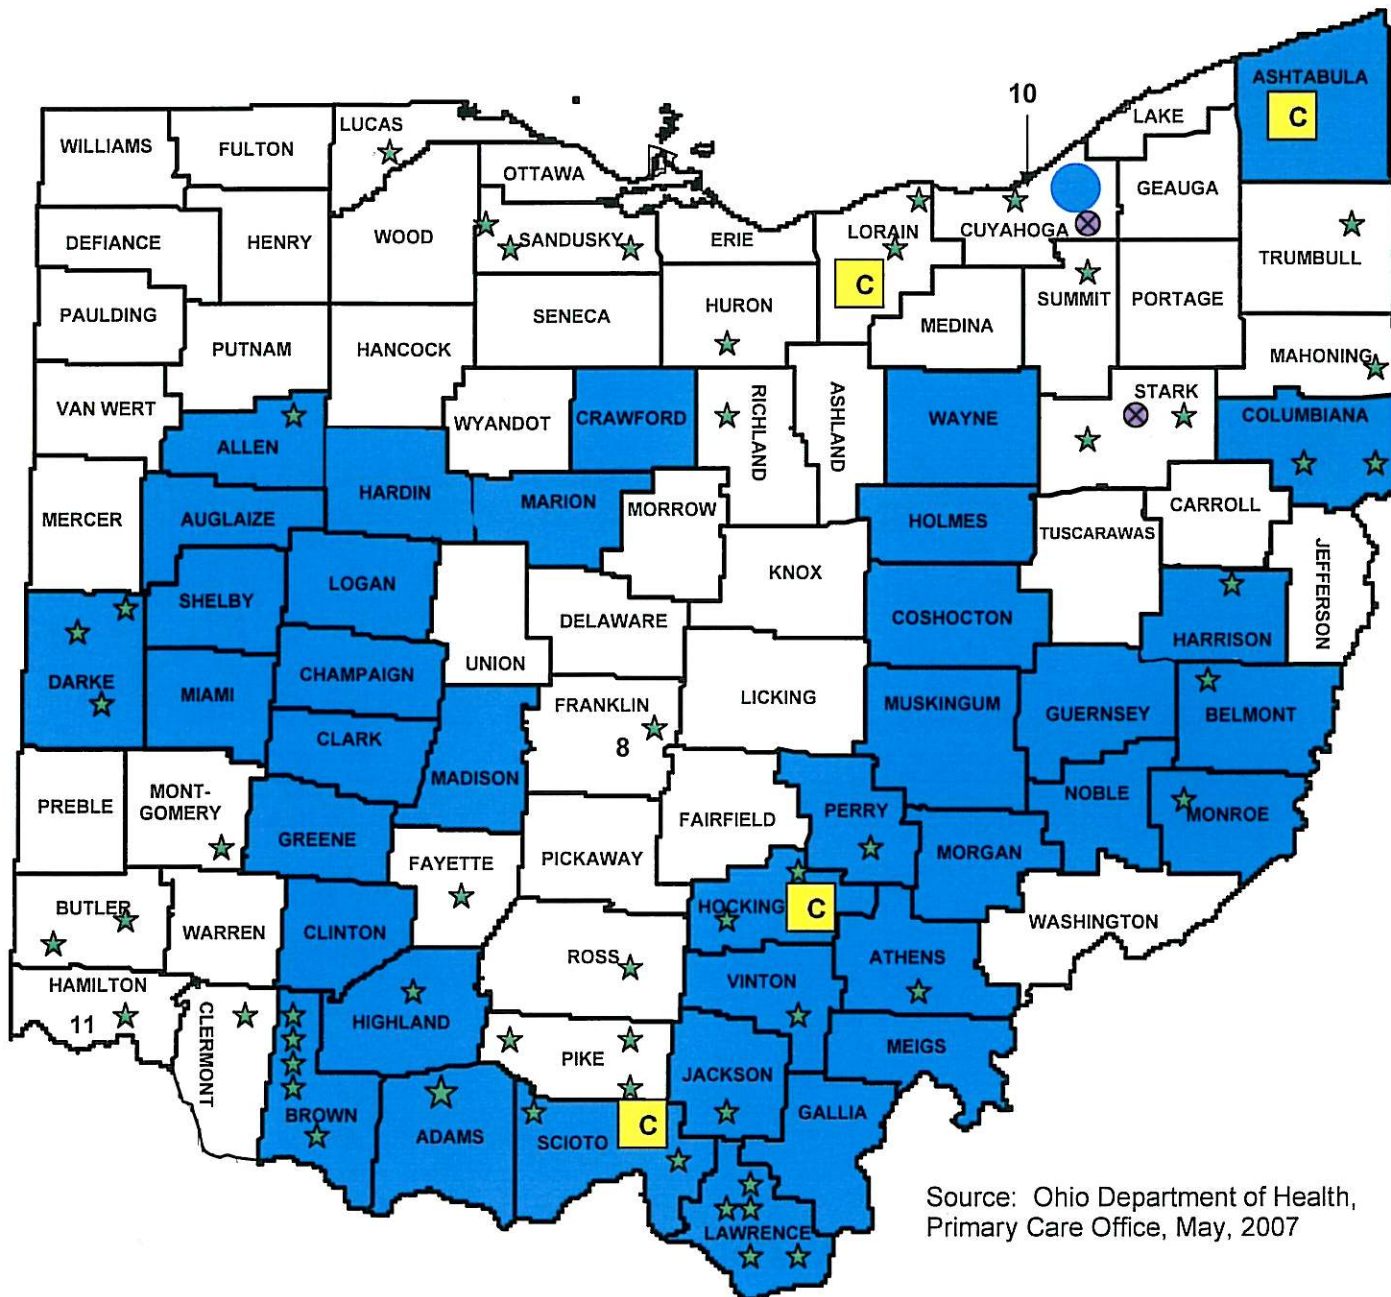 10
ASHTABULA
C
LAKE
LUCAS
WILLIAMS
FULTON
OTTAWA
GEAUGA
DEFIANCE
HENRY
WOOD
SANDUSKY
ERIE
LORAIN
CUYAHOGA
TRUMBULL
C
PAULDING
SENECA
HURON
SUMMIT
PORTAGE
MEDINA
PUTNAM
HANCOCK
MAHONING
VAN WERT
WYANDOT
CRAWFORD
RICHLAND
ASHLAND
WAYNE
STARK
COLUMBIANA
ALLEN
HARDIN
MARION
MORROW
CARROLL
MERCER
AUGLAIZE
HOLMES
TUSCARAWAS
JEFFERSON
KNOX
LOGAN
SHELBY
DELAWARE
COSHOCTON
HARRISON
UNION
CHAMPAIGN
DARKE
MIAMI
LICKING
FRANKLIN
8
MUSKINGUM
GUERNSEY
BELMONT
CLARK
MADISON
PREBLE
MONT-
GOMERY
NOBLE
MONROE
PERRY
FAIRFIELD
GREENE
FAYETTE
PICKAWAY
MORGAN
HOCKING
C
BUTLER
WARREN
CLINTON
WASHINGTON
ROSS
ATHENS
VINTON
HAMILTON
11
CLERMONT
HIGHLAND
PIKE
MEIGS
JACKSON
BROWN
ADAMS
SCIOTO
C
GALLIA
LAWRENCE
Source: Ohio Department of Health,
Primary Care Office, May, 2007